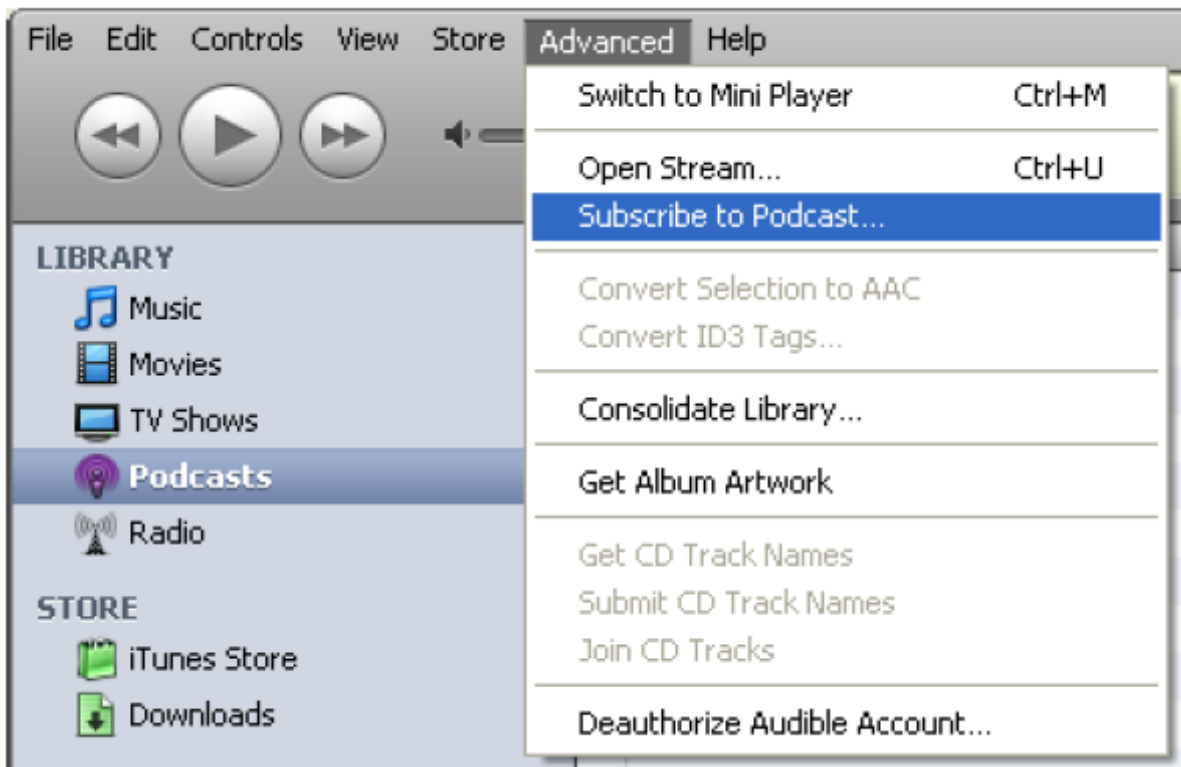 File Edit Controls View Store Advanced Help
Switch to Mini Player Ctrl+M
Open Stream... Ctrl+U
Subscribe to Podcast...
Convert Selection to AAC
Convert ID3 Tags...
Consolidate Library...
Get Album Artwork
Get CD Track Names
Submit CD Track Names
Join CD Tracks
Deauthorize Audible Account...
LIBRARY
Music
Movies
TV Shows
Podcasts
Radio
STORE
iTunes Store
Downloads